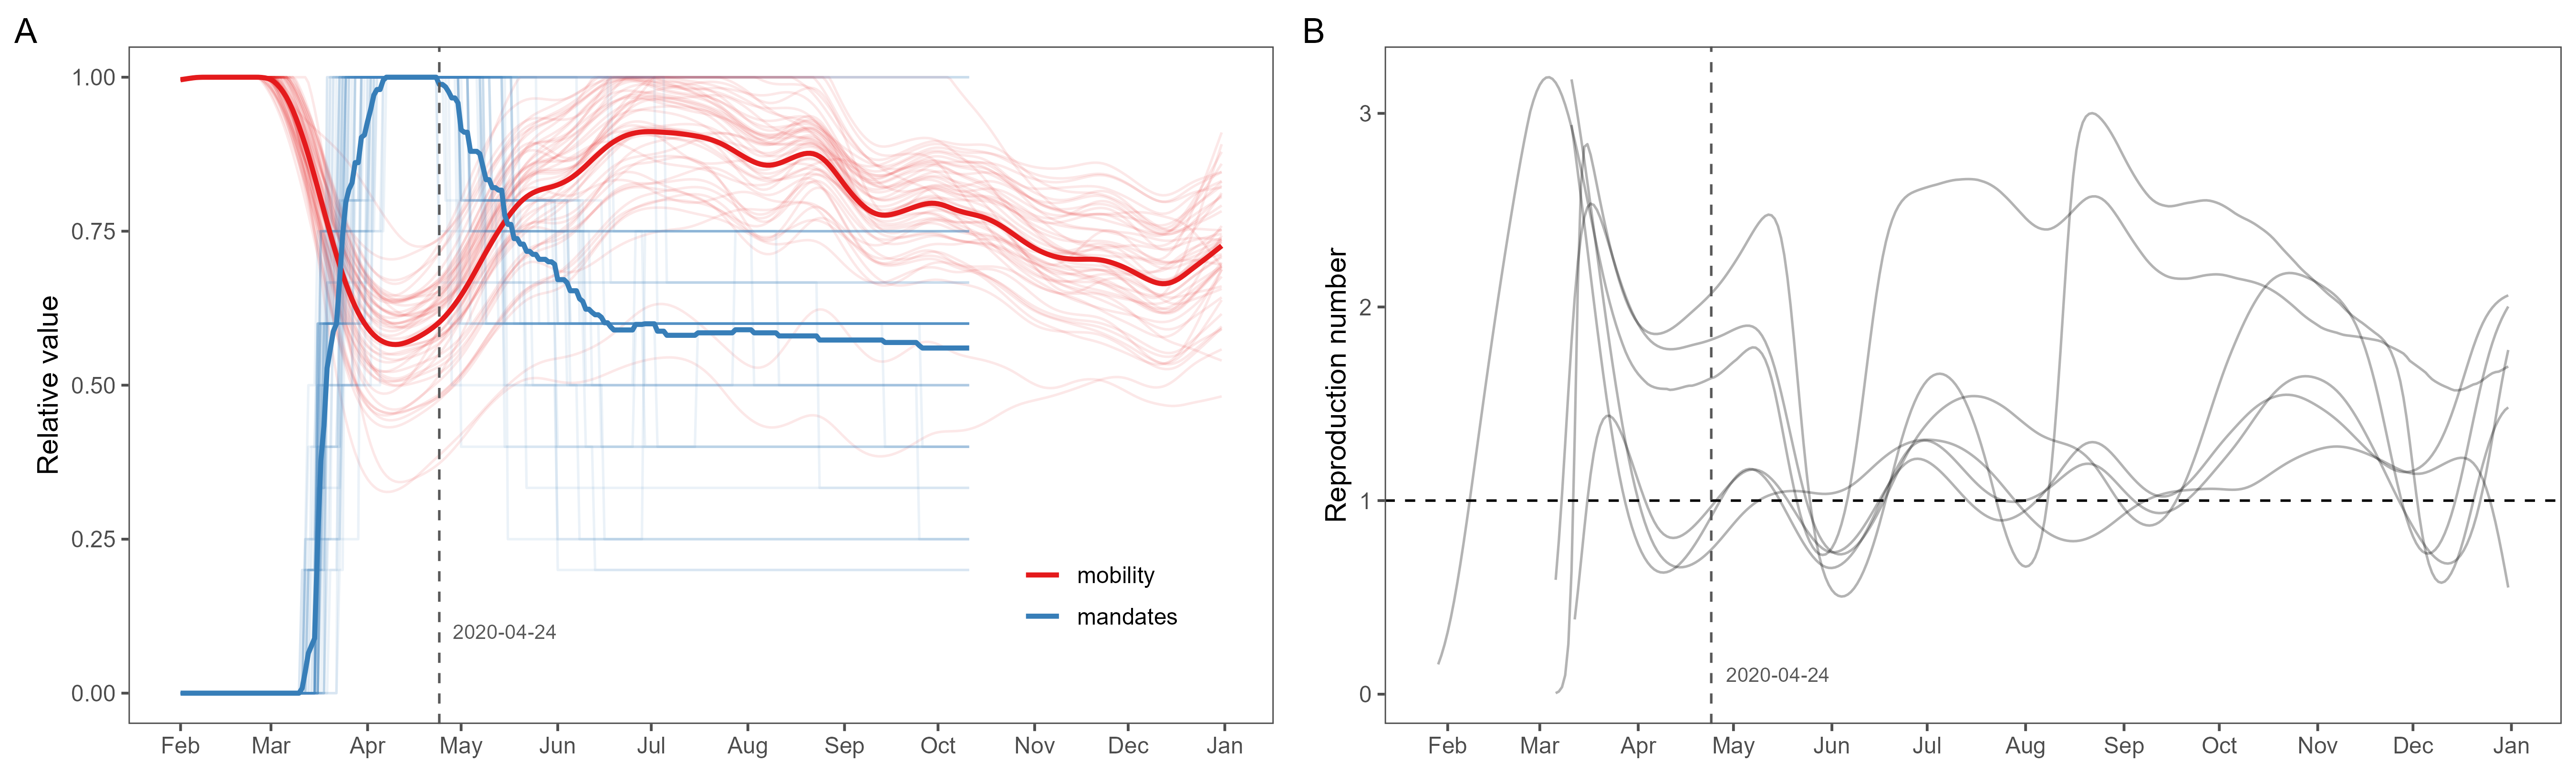 A
Relative value
1.00
0.75
0.50
0.25
0.00
Feb Mar Apr May Jun Jul Aug Sep Oct Nov Dec Jan
2020-04-24
mobility
mandates
B
Reproduction number
3
2
1
0
Feb Mar Apr May Jun Jul Aug Sep Oct Nov Dec Jan
2020-04-24